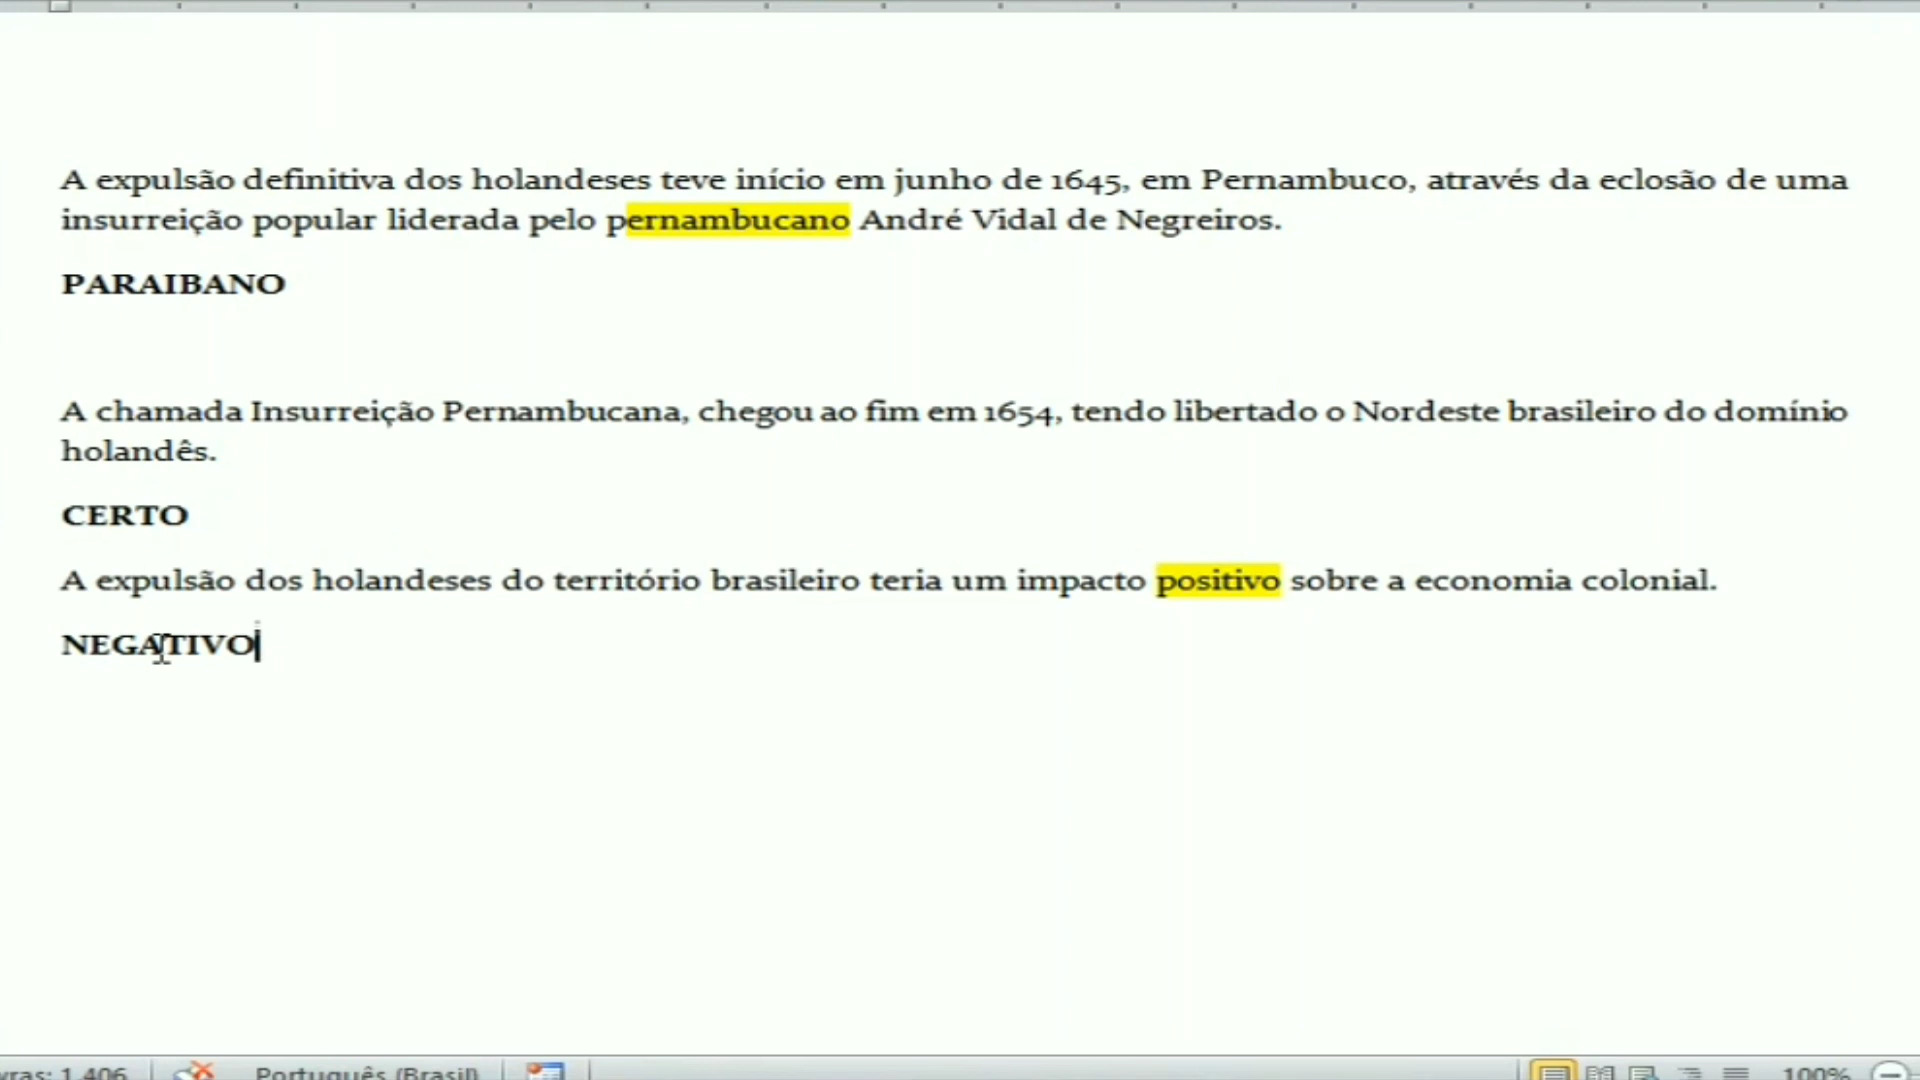 A expulsão definitiva dos holandeses teve início em junho de 1645, em Pernambuco, através da eclosão de uma
insurreição popular liderada pelo pernambucano André Vidal de Negreiros.
PARAIBANO
A chamada Insurreição Pernambucana, chegou ao fim em 1654, tendo libertado o Nordeste brasileiro do domínio
holandês.
CERTO
A expulsão dos holandeses do território brasileiro teria um impacto positivo sobre a economia colonial.
NEGATIVO
vras: 1.406 Português (Brasil) 100%